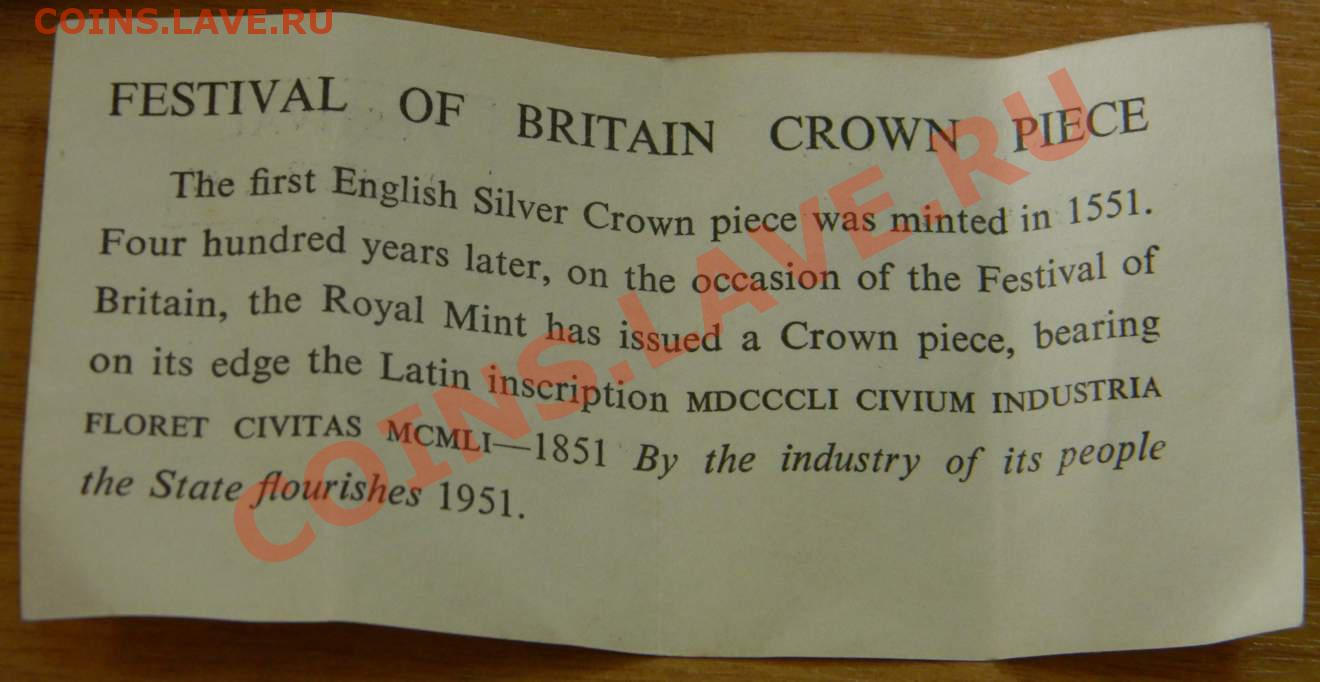 COINS.LAVE.RU
FESTIVAL OF BRITAIN CROWN PIECE
The first English Silver Crown piece was minted in 1551.
Four hundred years later, on the occasion of the Festival of
Britain, the Royal Mint has issued a Crown piece, bearing
on its edge the Latin inscription MDCCCLI CIVIUM INDUSTRIA
FLORET CIVITAS MCMLI—1851 By the industry of its people
the State flourishes 1951.
COINS.LAVE.RU